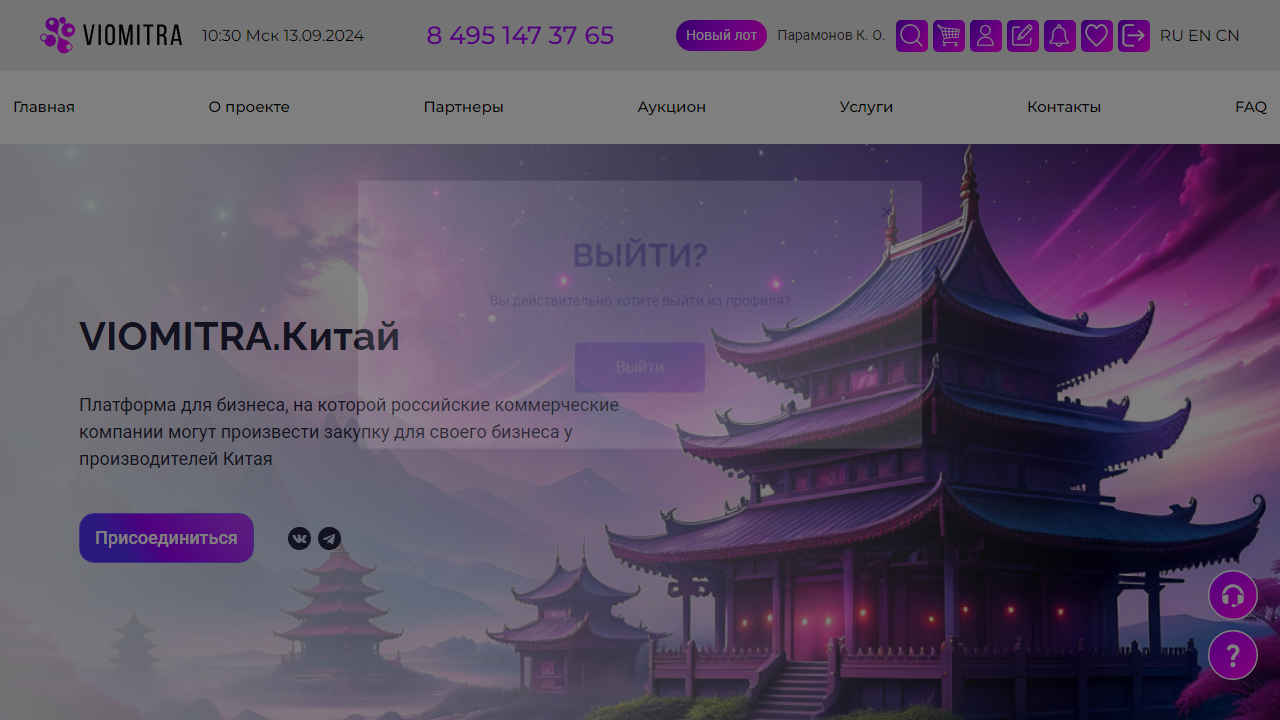 VIOMITRA
10:30 Мск 13.09.2024
8 495 147 37 65
Новый лот
Парамонов К. О.
RU EN CN
Главная
О проекте
Партнеры
Аукцион
Услуги
Контакты
FAQ
ВЫЙТИ?
Вы действительно хотите выйти из профиля?
Выйти
VIOMITRA.Китай
Платформа для бизнеса, на которой российские коммерческие
компании могут произвести закупку для своего бизнеса у
производителей Китая
Присоединиться
?